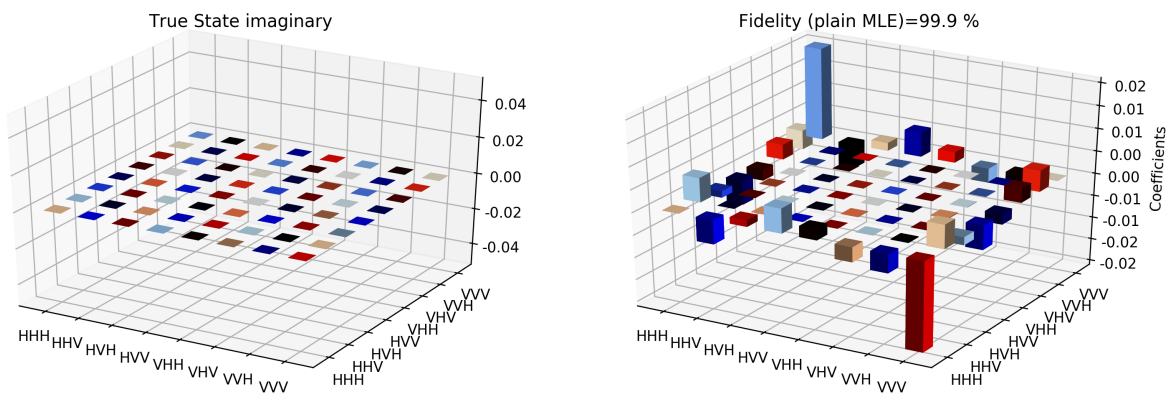 True State imaginary
0.04
0.02
0.00
-0.02
-0.04
HHH
HHV
HVH
HVV
VHH
VHV
VVH
VVV
HHH
HHV
HVH
HVV
VHH
VHV
VVH
VVV
Fidelity (plain MLE)=99.9 %
0.02
0.01
0.01
0.00
0.00
-0.01
-0.01
-0.02
-0.02
Coefficients
HHH
HHV
HVH
HVV
VHH
VHV
VVH
VVV
HHH
HHV
HVH
HVV
VHH
VHV
VVH
VVV